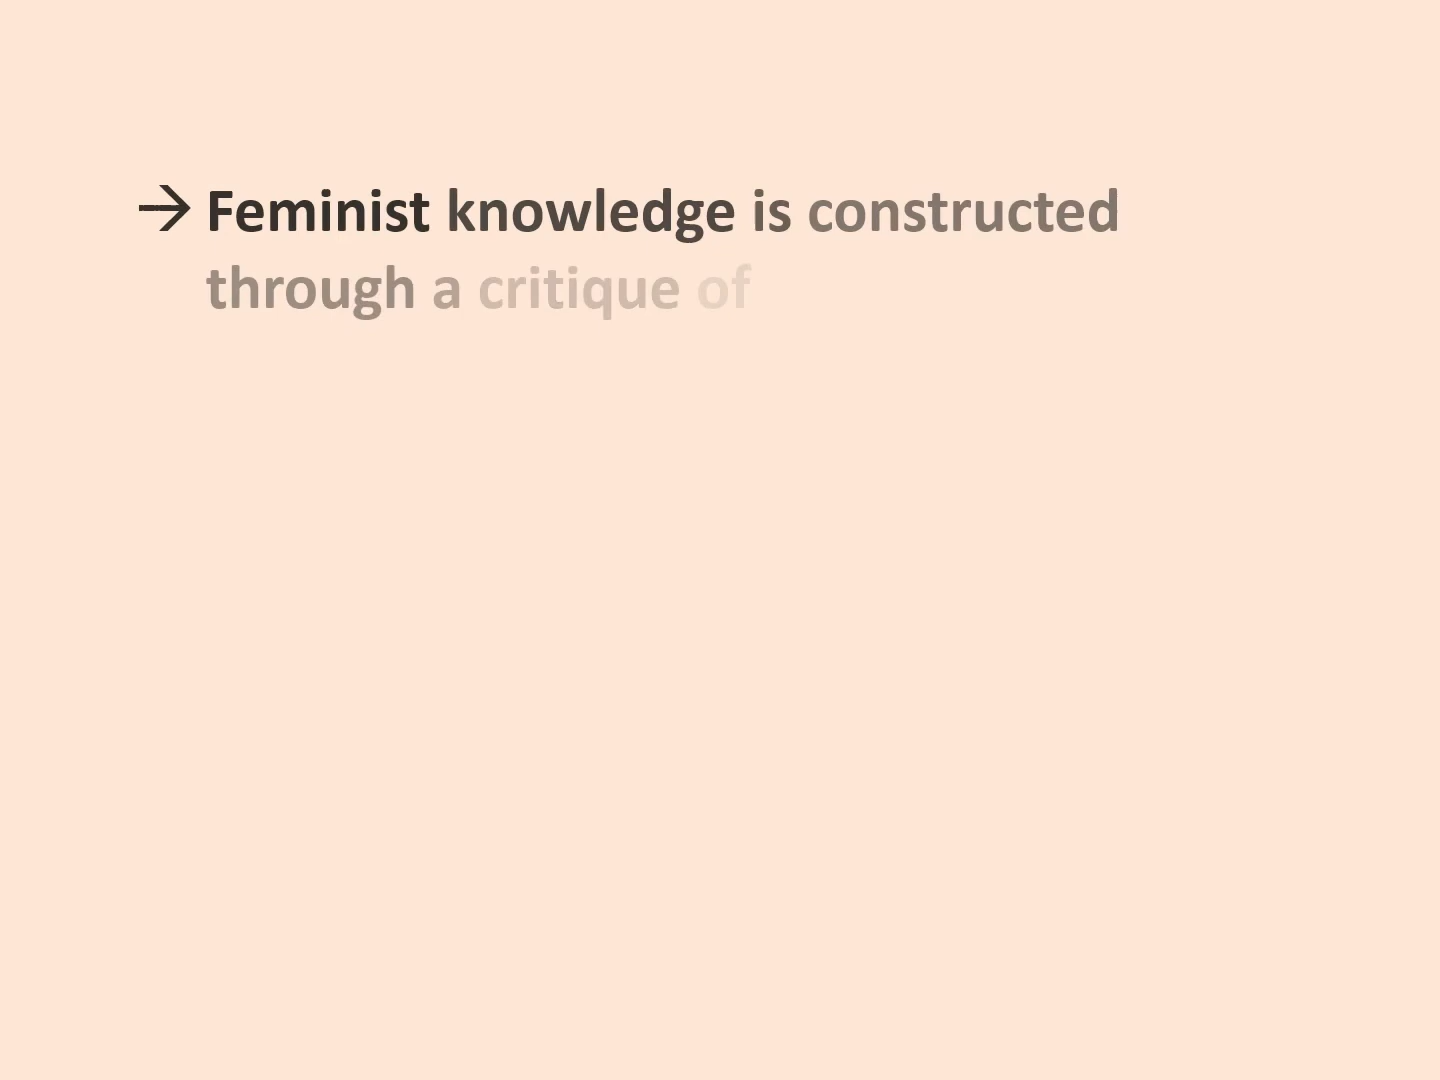 → Feminist knowledge is constructed
through a critique of